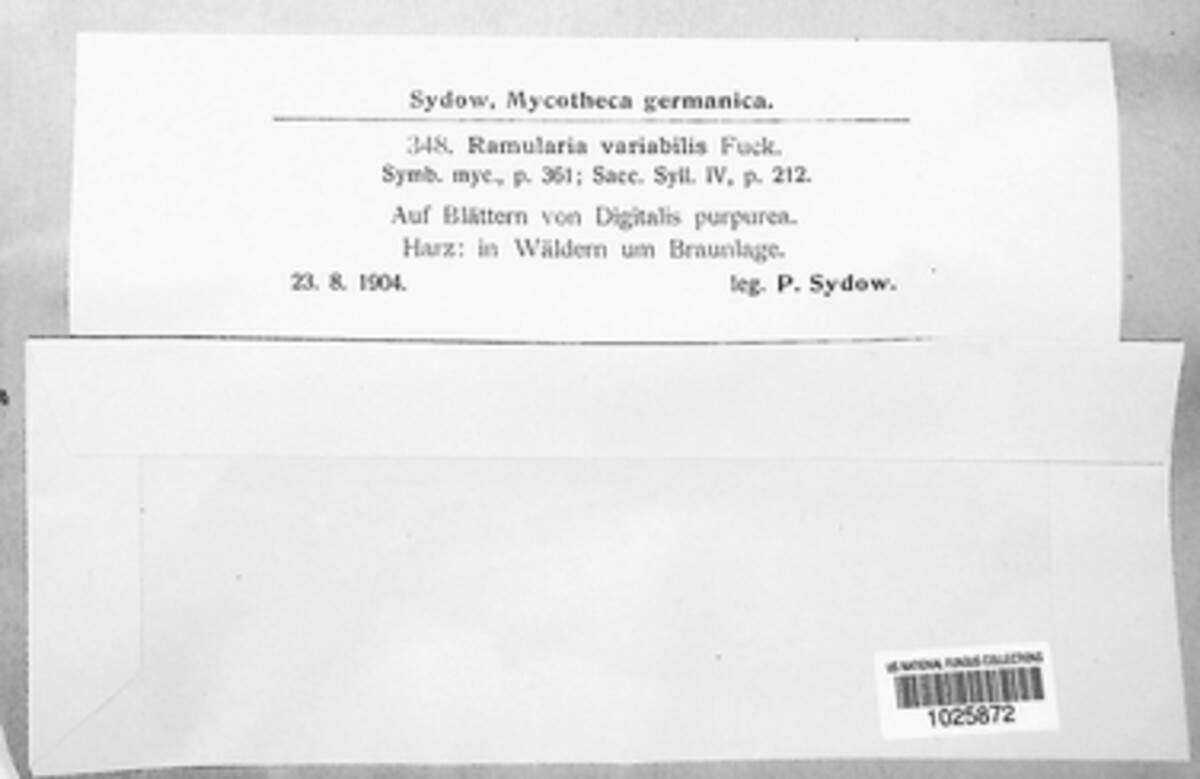 Sydow, Mycotheca germanica.
348. Ramularia variabilis Fuck.
Symb. myc., p. 361; Sacc. Syll. IV, p. 212.
Auf Blättern von Digitalis purpurea.
Harz: in Wäldern um Braunlage.
23. 8. 1904. leg. P. Sydow.
US NATIONAL FUNGUS COLLECTIONS
1025872